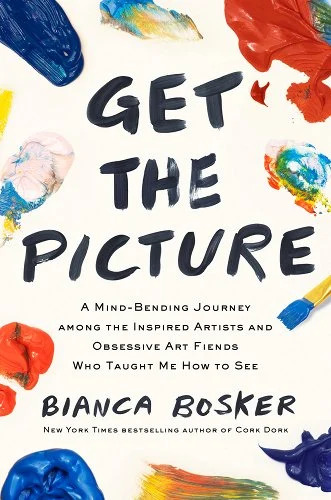 GET
THE
PICTURE
A Mind-Bending Journey
among the Inspired Artists and
Obsessive Art Fiends
Who Taught Me How to See
BIANCA BOSKER
New York Times bestselling author of Cork Dork